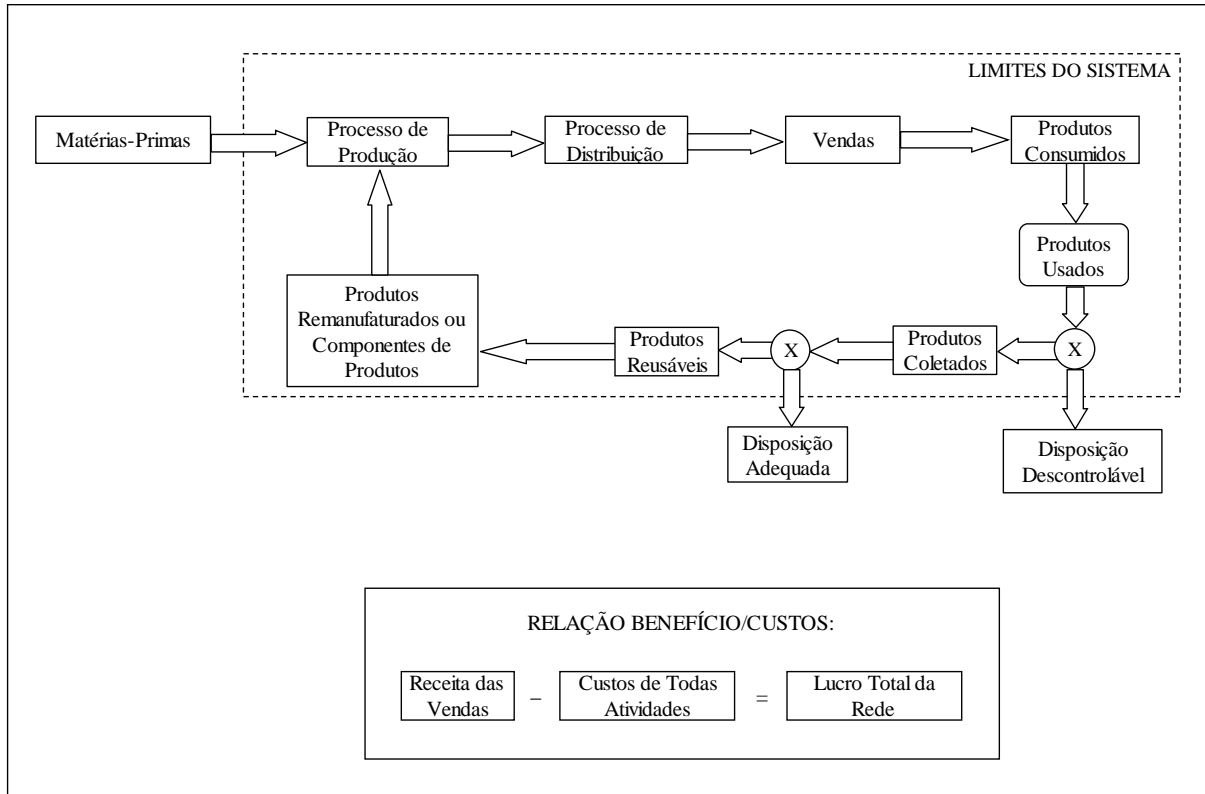 LIMITES DO SISTEMA
Matérias-Primas
Processo de
Produção
Processo de
Distribuição
Vendas
Produtos
Consumidos
Produtos
Usados
X
Produtos
Coletados
X
Produtos
Reusáveis
Produtos
Remanufaturados ou
Componentes de
Produtos
Disposição
Adequada
Disposição
Descontrolável
RELAÇÃO BENEFÍCIO/CUSTOS:
Receita das
Vendas
–
Custos de Todas
Atividades
=
Lucro Total da
Rede